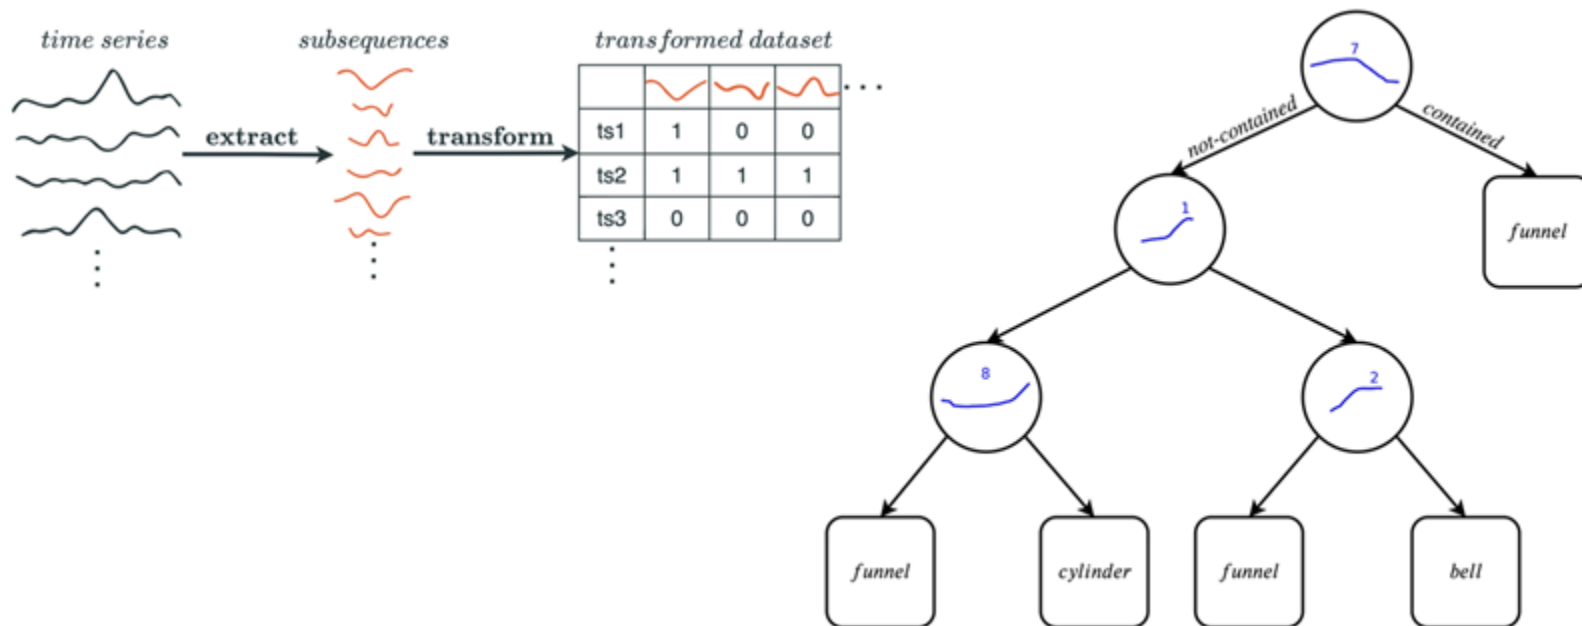 time series
subsequences
transformed dataset
extract
transform
...
ts1 1 0 0
ts2 1 1 1
ts3 0 0 0
7
not-contained
contained
1
funnel
8
2
funnel
cylinder
funnel
bell